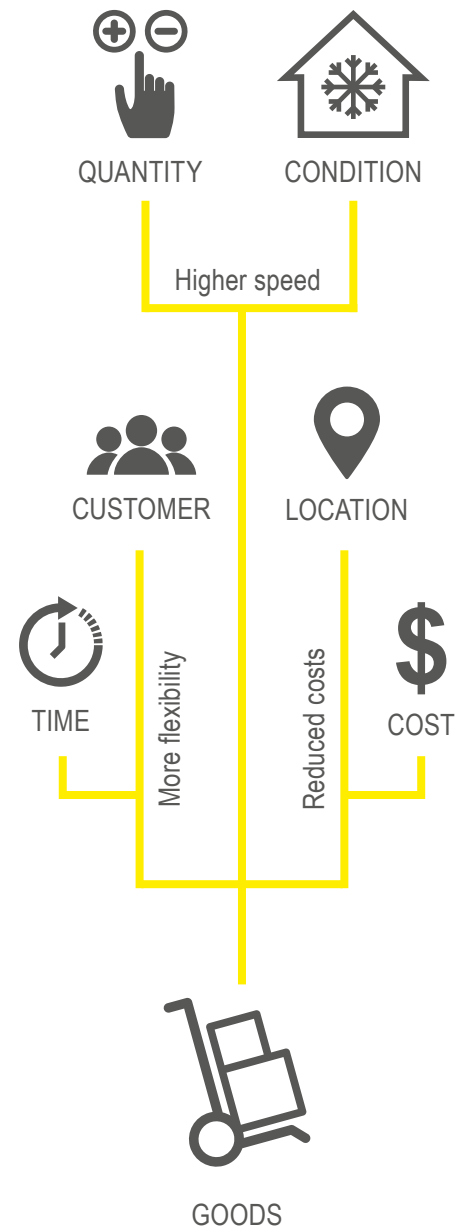 QUANTITY
CONDITION
Higher speed
CUSTOMER
LOCATION
TIME
More flexibility
Reduced costs
$
COST
GOODS